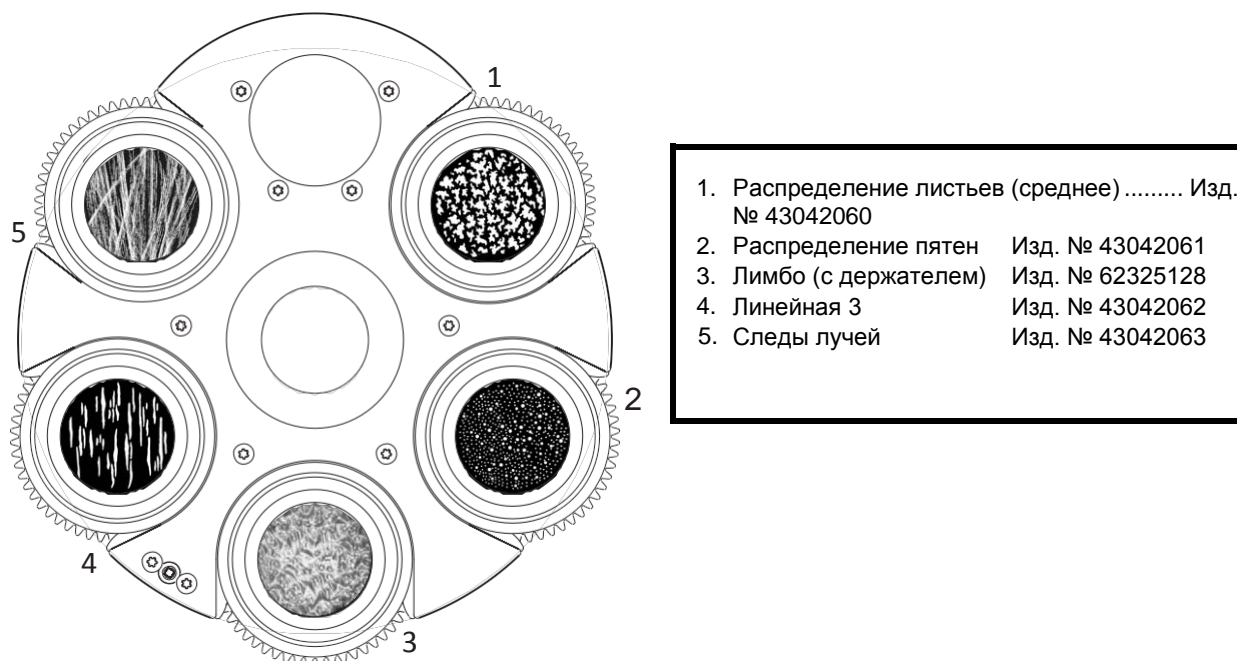 1
5
2
4
3
1. Распределение листьев (среднее) ......... Изд.
№ 43042060
2. Распределение пятен Изд. № 43042061
3. Лимбо (с держателем) Изд. № 62325128
4. Линейная 3 Изд. № 43042062
5. Следы лучей Изд. № 43042063